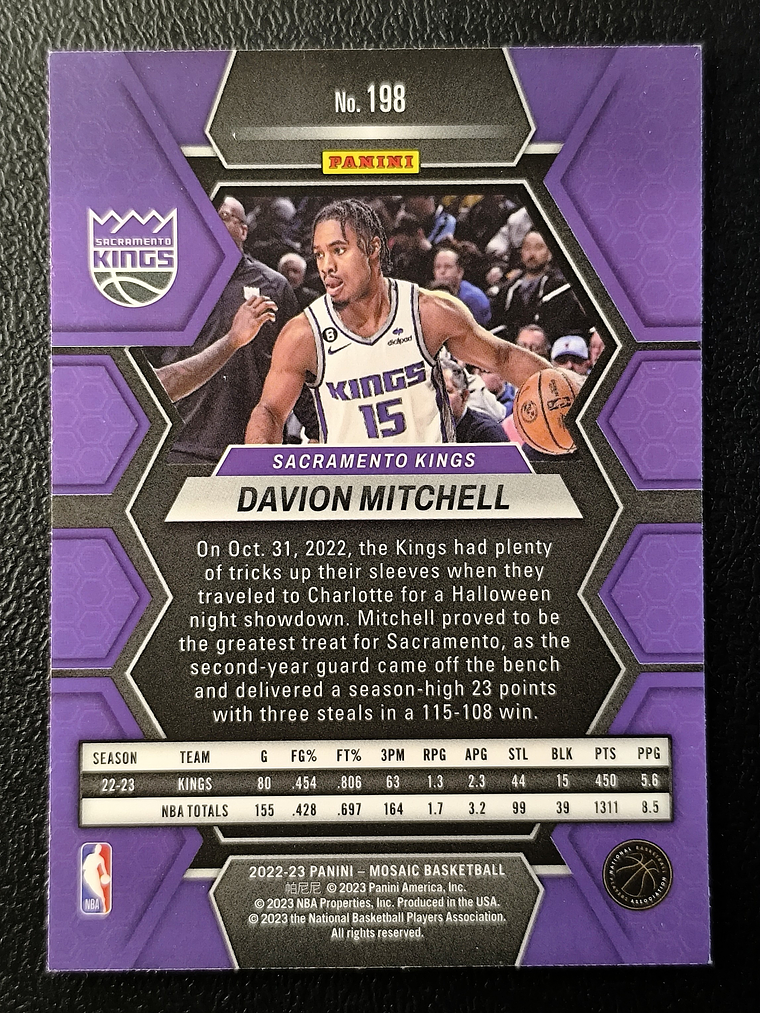 No. 198
PANINI
SACRAMENTO
KINGS
6
dialpad
KINGS
15
SACRAMENTO KINGS
DAVION MITCHELL
On Oct. 31, 2022, the Kings had plenty
of tricks up their sleeves when they
traveled to Charlotte for a Halloween
night showdown. Mitchell proved to be
the greatest treat for Sacramento, as the
second-year guard came off the bench
and delivered a season-high 23 points
with three steals in a 115-108 win.
SEASON TEAM G FG% FT% 3PM RPG APG STL BLK PTS PPG
22-23 KINGS 80 .454 .806 63 1.3 2.3 44 15 450 5.6
NBA TOTALS 155 .428 .697 164 1.7 3.2 99 39 1311 8.5
NBA
NATIONAL BASKETBALL
PLAYERS ASSOCIATION
2022-23 PANINI – MOSAIC BASKETBALL
帕尼尼 © 2023 Panini America, Inc.
© 2023 NBA Properties, Inc. Produced in the USA.
© 2023 the National Basketball Players Association.
All rights reserved.